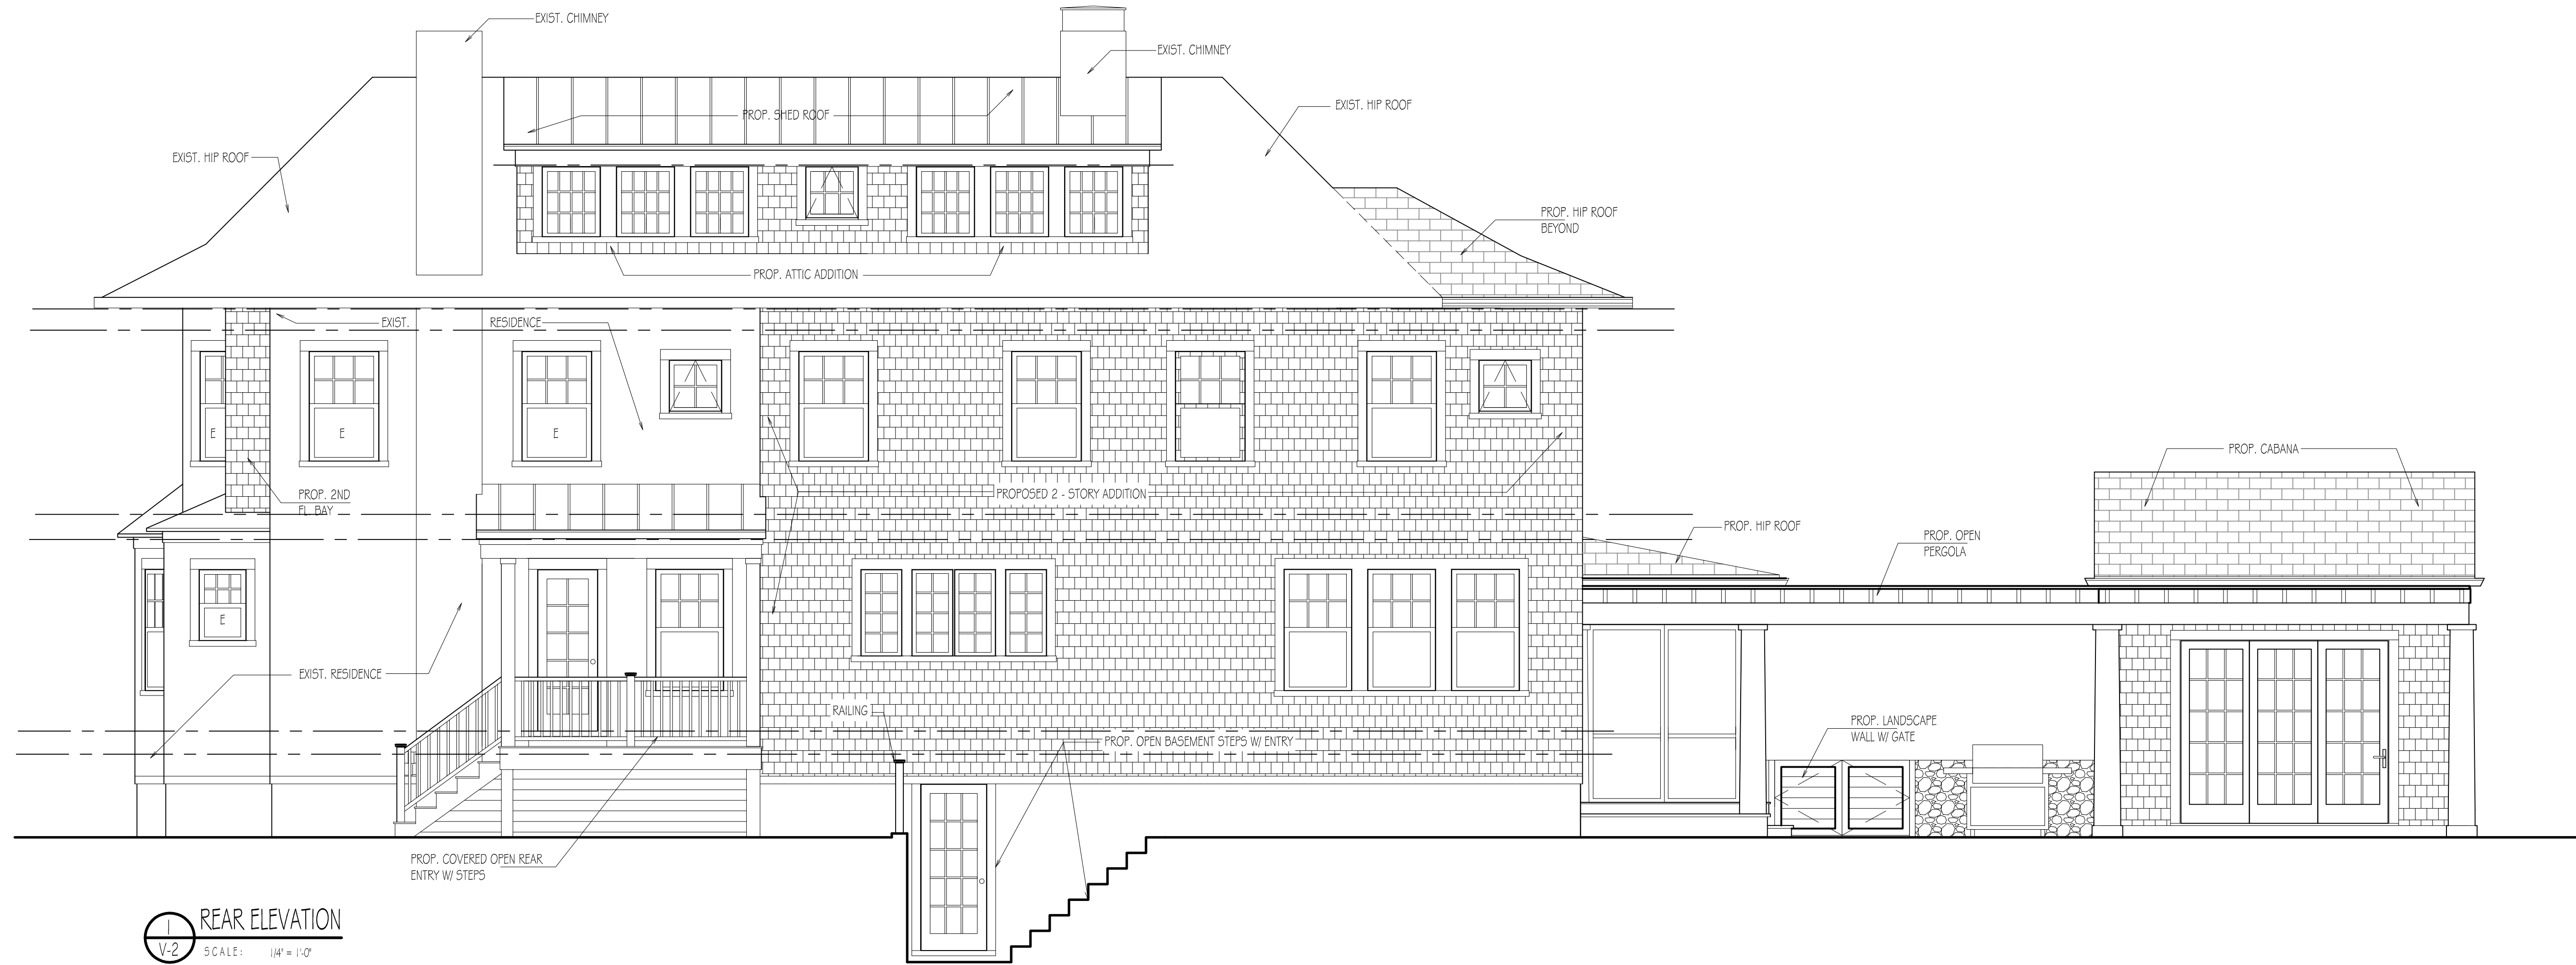 EXIST. CHIMNEY
EXIST. CHIMNEY
PROP. SHED ROOF
EXIST. HIP ROOF
EXIST. HIP ROOF
PROP. HIP ROOF
BEYOND
PROP. ATTIC ADDITION
EXIST.
RESIDENCE
E
E
E
PROP. CABANA
PROP. 2ND
FL. BAY
PROPOSED 2 - STORY ADDITION
PROP. HIP ROOF
PROP. OPEN
PERGOLA
E
EXIST. RESIDENCE
RAILING
PROP. OPEN BASEMENT STEPS W/ ENTRY
PROP. LANDSCAPE
WALL W/ GATE
PROP. COVERED OPEN REAR
ENTRY W/ STEPS
1
V-2
REAR ELEVATION
SCALE: 1/4" = 1'-0"